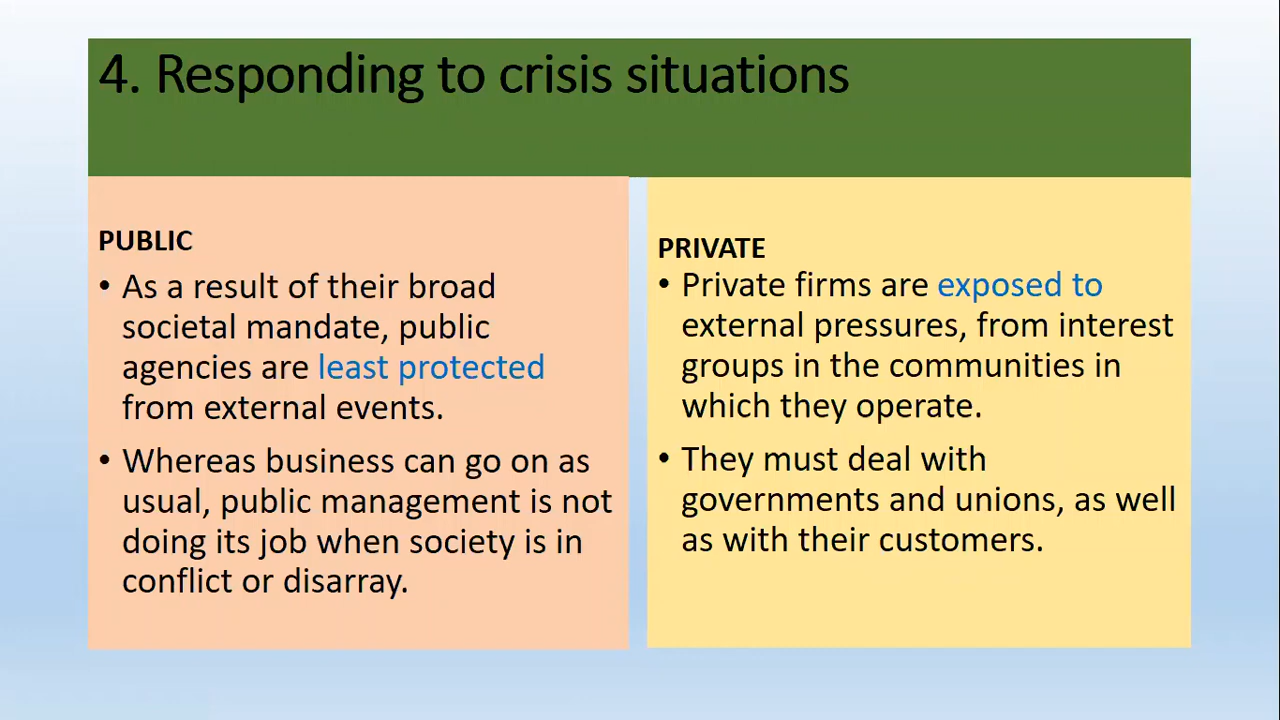 4. Responding to crisis situations
PUBLIC
• As a result of their broad
societal mandate, public
agencies are least protected
from external events.
• Whereas business can go on as
usual, public management is not
doing its job when society is in
conflict or disarray.
PRIVATE
• Private firms are exposed to
external pressures, from interest
groups in the communities in
which they operate.
• They must deal with
governments and unions, as well
as with their customers.